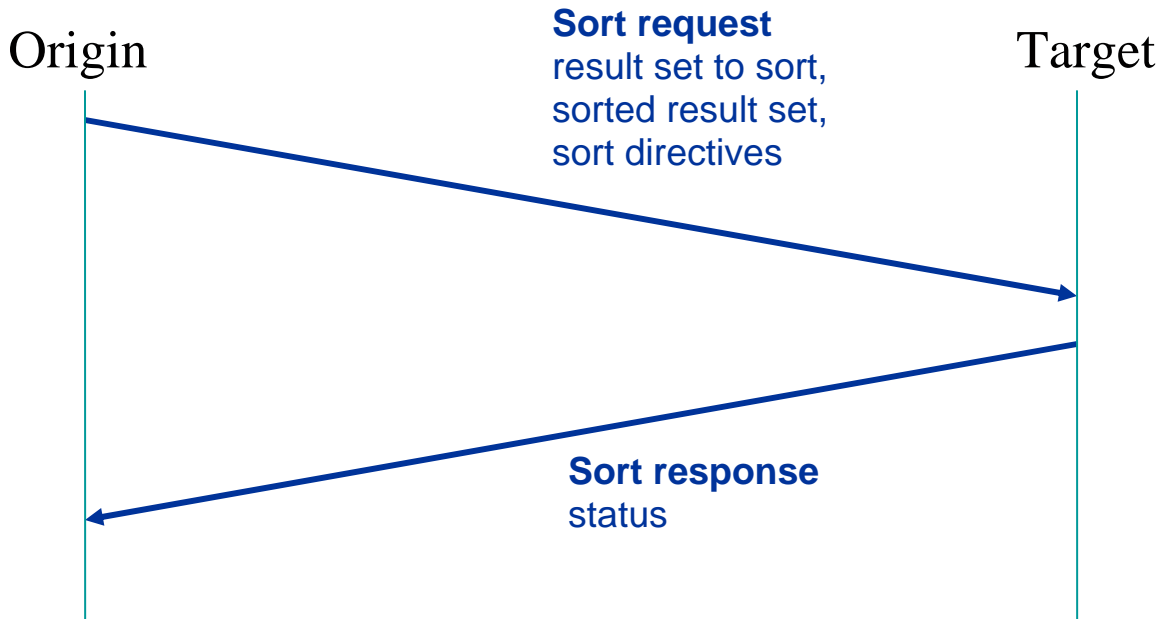 Origin
Sort request
result set to sort,
sorted result set,
sort directives
Target
Sort response
status